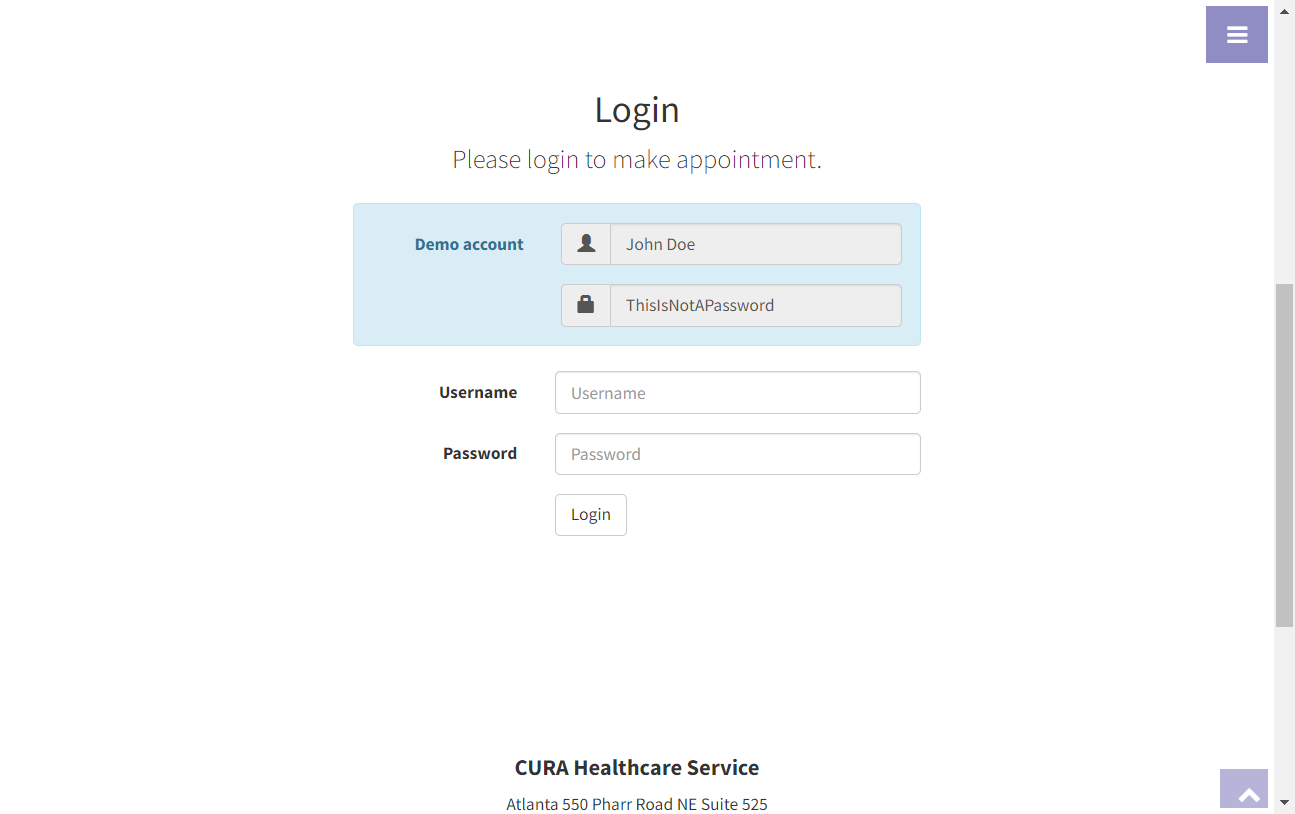 Login
Please login to make appointment.
Demo account
John Doe
ThisIsNotAPassword
Username
Username
Password
Password
Login
CURA Healthcare Service
Atlanta 550 Pharr Road NE Suite 525